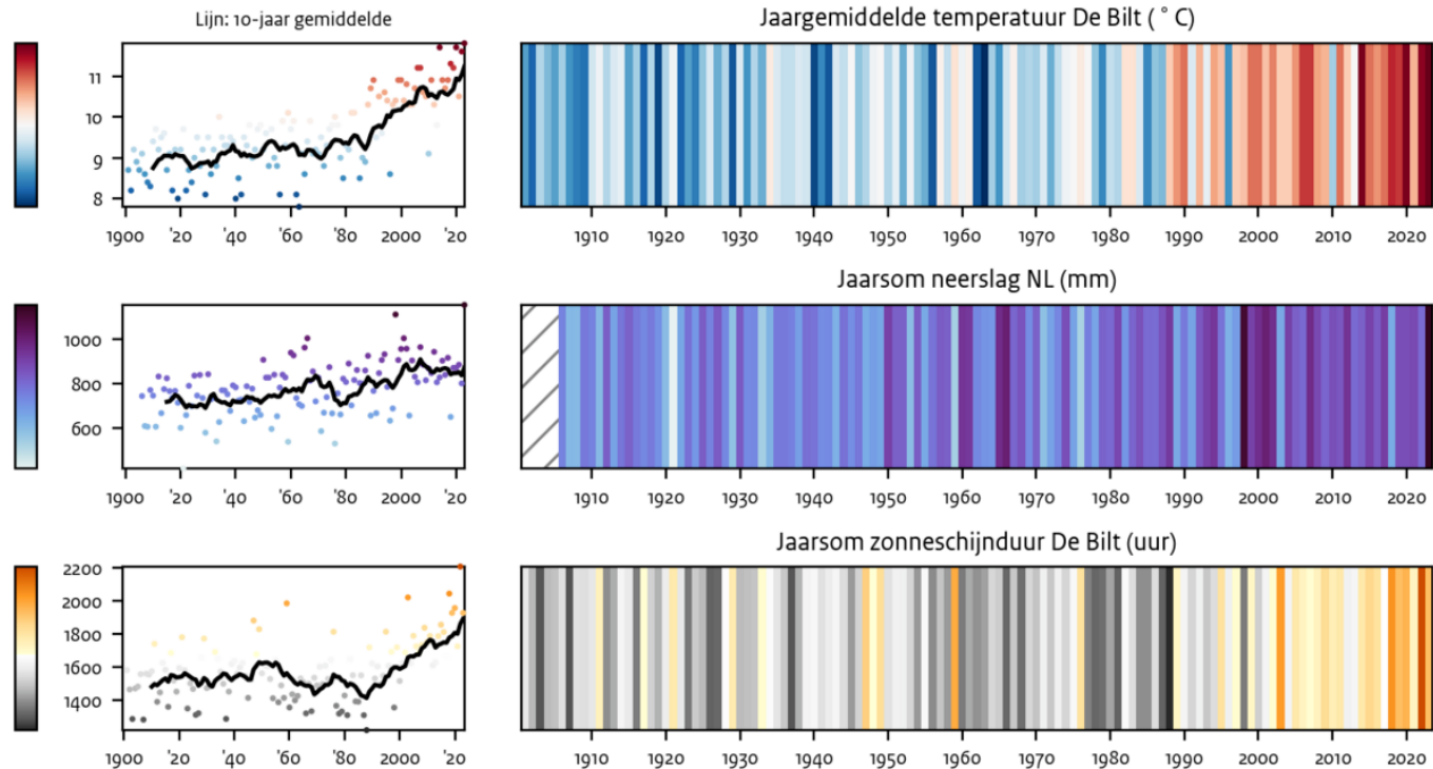 Lijn: 10-jaar gemiddelde
Jaargemiddelde temperatuur De Bilt (°C)
11
10
9
8
1900 '20 '40 '60 '80 2000 '20
1910 1920 1930 1940 1950 1960 1970 1980 1990 2000 2010 2020
Jaarsom neerslag NL (mm)
1000
800
600
1900 '20 '40 '60 '80 2000 '20
1910 1920 1930 1940 1950 1960 1970 1980 1990 2000 2010 2020
Jaarsom zonneschijnduur De Bilt (uur)
2200
2000
1800
1600
1400
1900 '20 '40 '60 '80 2000 '20
1910 1920 1930 1940 1950 1960 1970 1980 1990 2000 2010 2020